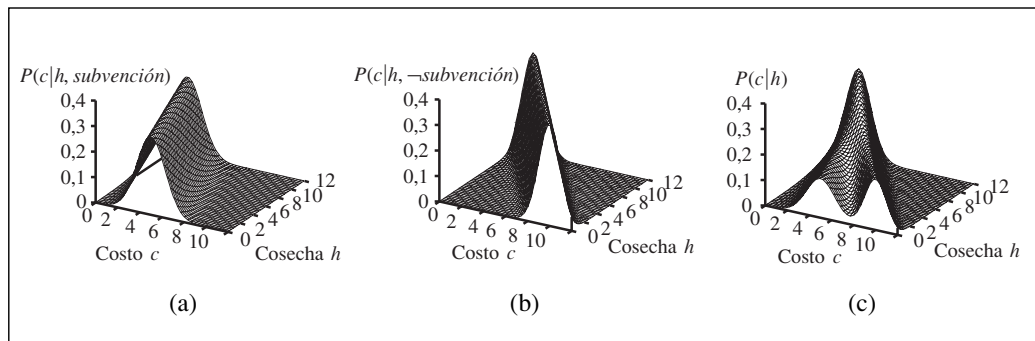 P(c|h, subvención)
0,4
0,3
0,2
0,1
0
0 2 4 6 8 10
Costo c
0 2 4 6 8 10 12
Cosecha h
(a)
P(c|h, ¬subvención)
0,4
0,3
0,2
0,1
0
0 2 4 6 8 10
Costo c
0 2 4 6 8 10 12
Cosecha h
(b)
P(c|h)
0,4
0,3
0,2
0,1
0
0 2 4 6 8 10
Costo c
0 2 4 6 8 10 12
Cosecha h
(c)